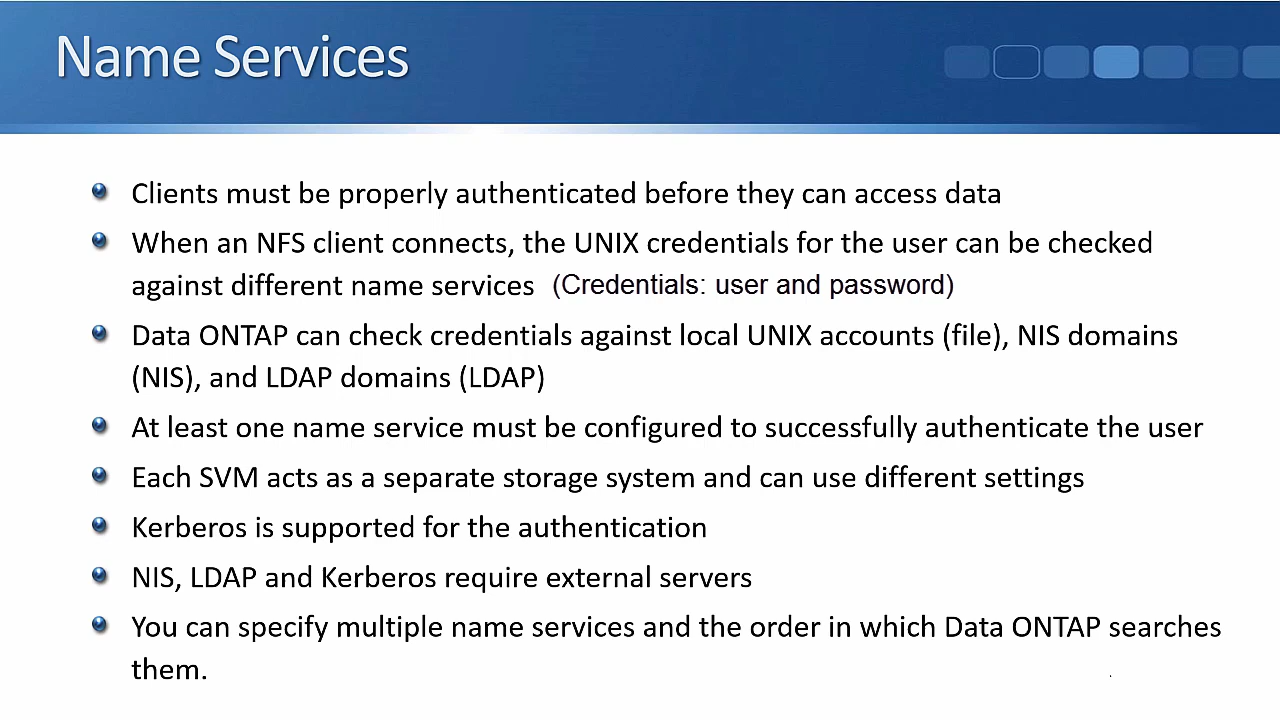 Name Services
Clients must be properly authenticated before they can access data
When an NFS client connects, the UNIX credentials for the user can be checked
against different name services (Credentials: user and password)
Data ONTAP can check credentials against local UNIX accounts (file), NIS domains
(NIS), and LDAP domains (LDAP)
At least one name service must be configured to successfully authenticate the user
Each SVM acts as a separate storage system and can use different settings
Kerberos is supported for the authentication
NIS, LDAP and Kerberos require external servers
You can specify multiple name services and the order in which Data ONTAP searches
them.